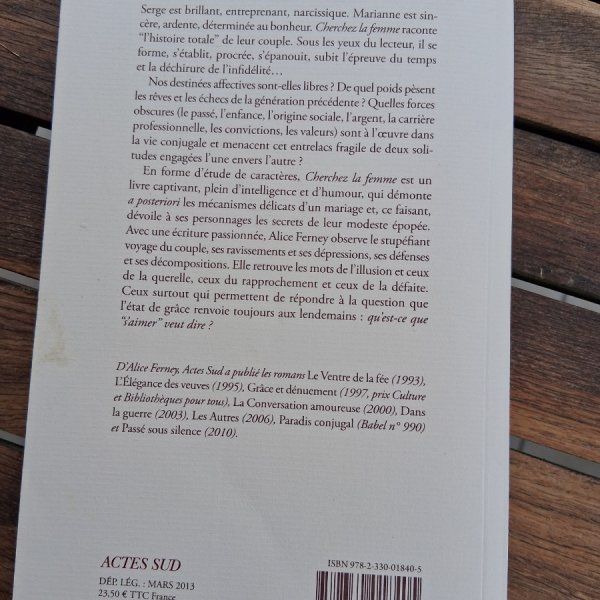 Serge est brillant, entreprenant, narcissique. Marianne est sin-
cère, ardente, déterminée au bonheur. Cherchez la femme raconte
“l’histoire totale” de leur couple. Sous les yeux du lecteur, il se
forme, s’établit, procrée, s’épanouit, subit l’épreuve du temps
et la déchirure de l’infidélité…
Nos destinées affectives sont-elles libres ? De quel poids pèsent
les rêves et les échecs de la génération précédente ? Quelles forces
obscures (le passé, l’enfance, l’origine sociale, l’argent, la carrière
professionnelle, les convictions, les valeurs) sont à l’œuvre dans
la vie conjugale et menacent cet entrelacs fragile de deux soli-
tudes engagées l’une envers l’autre ?
En forme d’étude de caractères, Cherchez la femme est un
livre captivant, plein d’intelligence et d’humour, qui démonte
a posteriori les mécanismes délicats d’un mariage et, ce faisant,
dévoile à ses personnages les secrets de leur modeste épopée.
Avec une écriture passionnée, Alice Ferney observe le stupéfiant
voyage du couple, ses ravissements et ses dépressions, ses défenses
et ses décompositions. Elle retrouve les mots de l’illusion et ceux
de la querelle, ceux du rapprochement et ceux de la défaite.
Ceux surtout qui permettent de répondre à la question que
l’état de grâce renvoie toujours aux lendemains : qu’est-ce que
“s’aimer” veut dire ?
D’Alice Ferney, Actes Sud a publié les romans Le Ventre de la fée (1993),
L’Élégance des veuves (1995), Grâce et dénuement (1997, prix Culture
et Bibliothèques pour tous), La Conversation amoureuse (2000), Dans
la guerre (2003), Les Autres (2006), Paradis conjugal (Babel n° 990)
et Passé sous silence (2010).
ACTES SUD
DÉP. LÉG. : MARS 2013
23,50 € TTC France
ISBN 978-2-330-01840-5